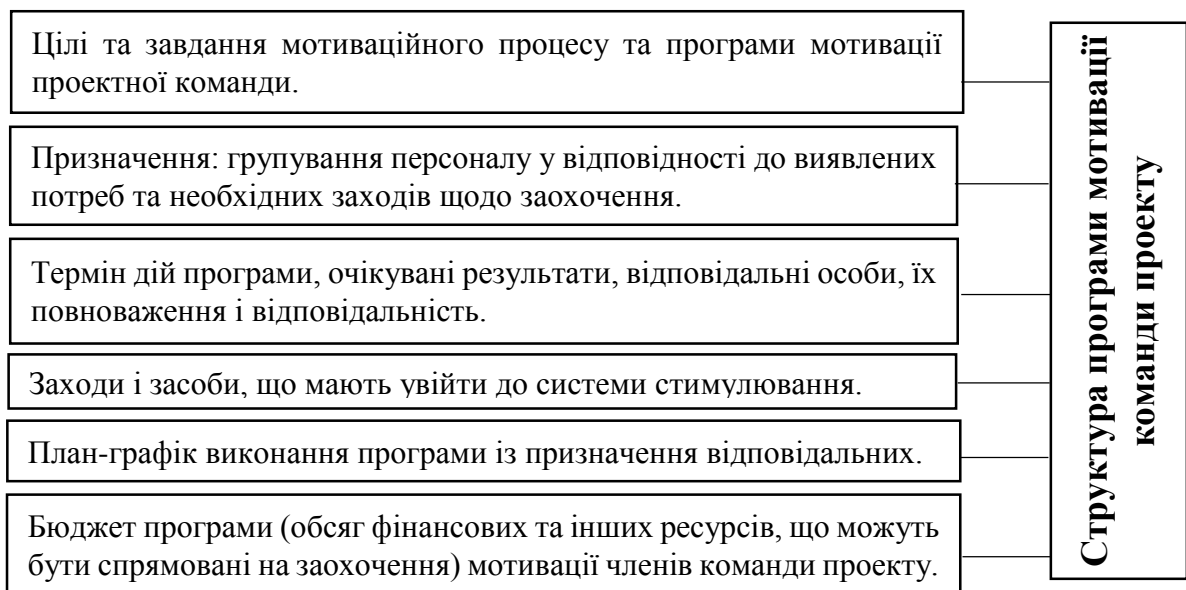 Цілі та завдання мотиваційного процесу та програми мотивації
проектної команди.
Призначення: групування персоналу у відповідності до виявлених
потреб та необхідних заходів щодо заохочення.
Термін дій програми, очікувані результати, відповідальні особи, їх
повноваження і відповідальність.
Заходи і засоби, що мають увійти до системи стимулювання.
План-графік виконання програми із призначення відповідальних.
Бюджет програми (обсяг фінансових та інших ресурсів, що можуть
бути спрямовані на заохочення) мотивації членів команди проекту.
Структура програми мотивації
команди проекту